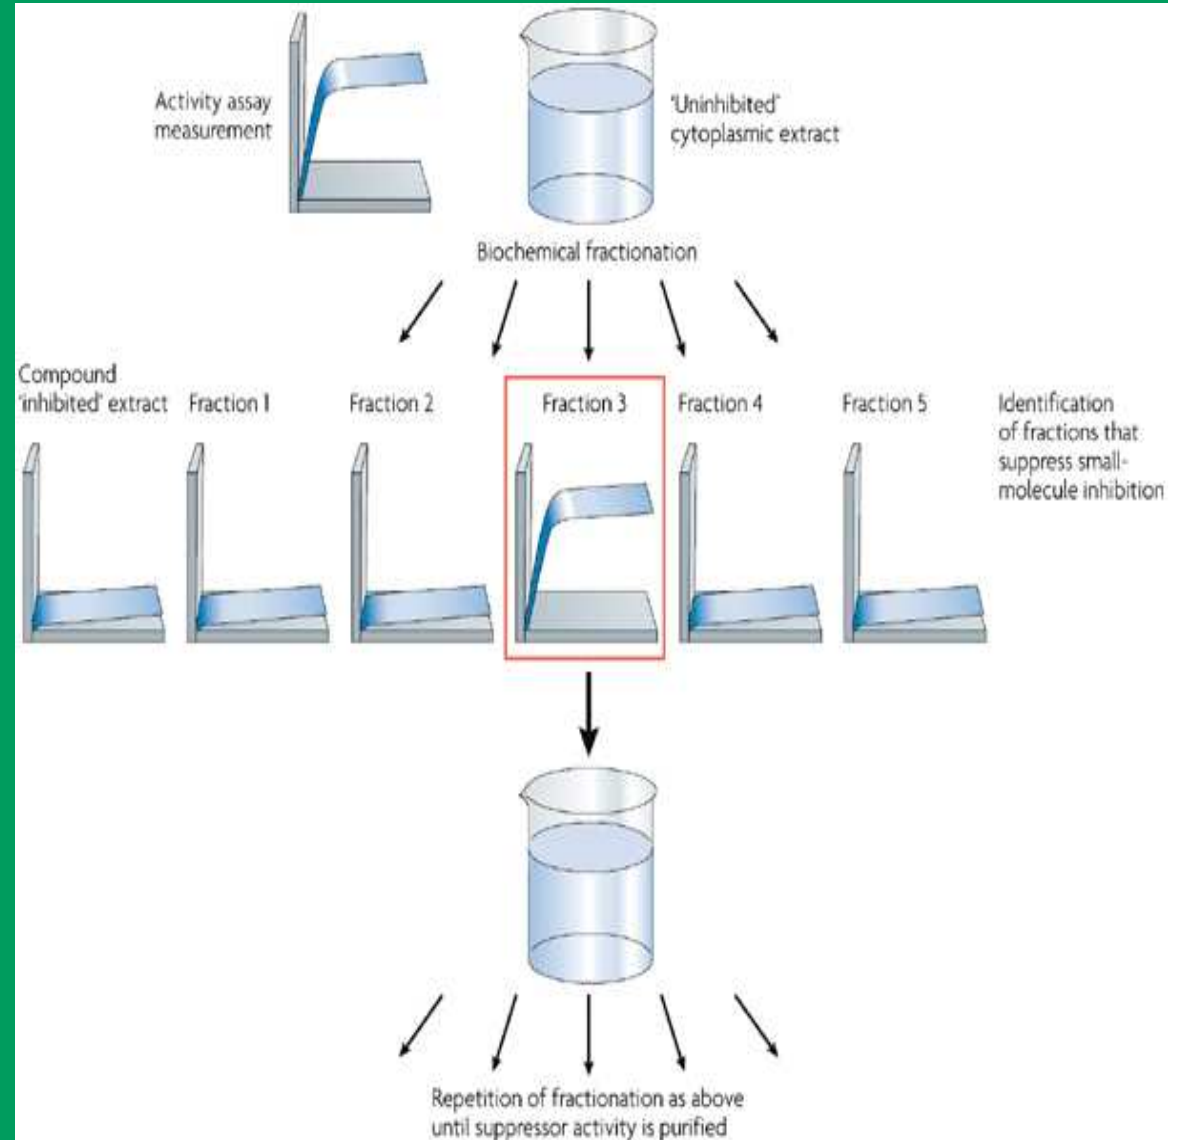 Activity assay
measurement
'Uninhibited'
cytoplasmic extract
Biochemical fractionation
Compound
'inhibited' extract
Fraction 1
Fraction 2
Fraction 3
Fraction 4
Fraction 5
Identification
of fractions that
suppress small-
molecule inhibition
Repetition of fractionation as above
until suppressor activity is purified